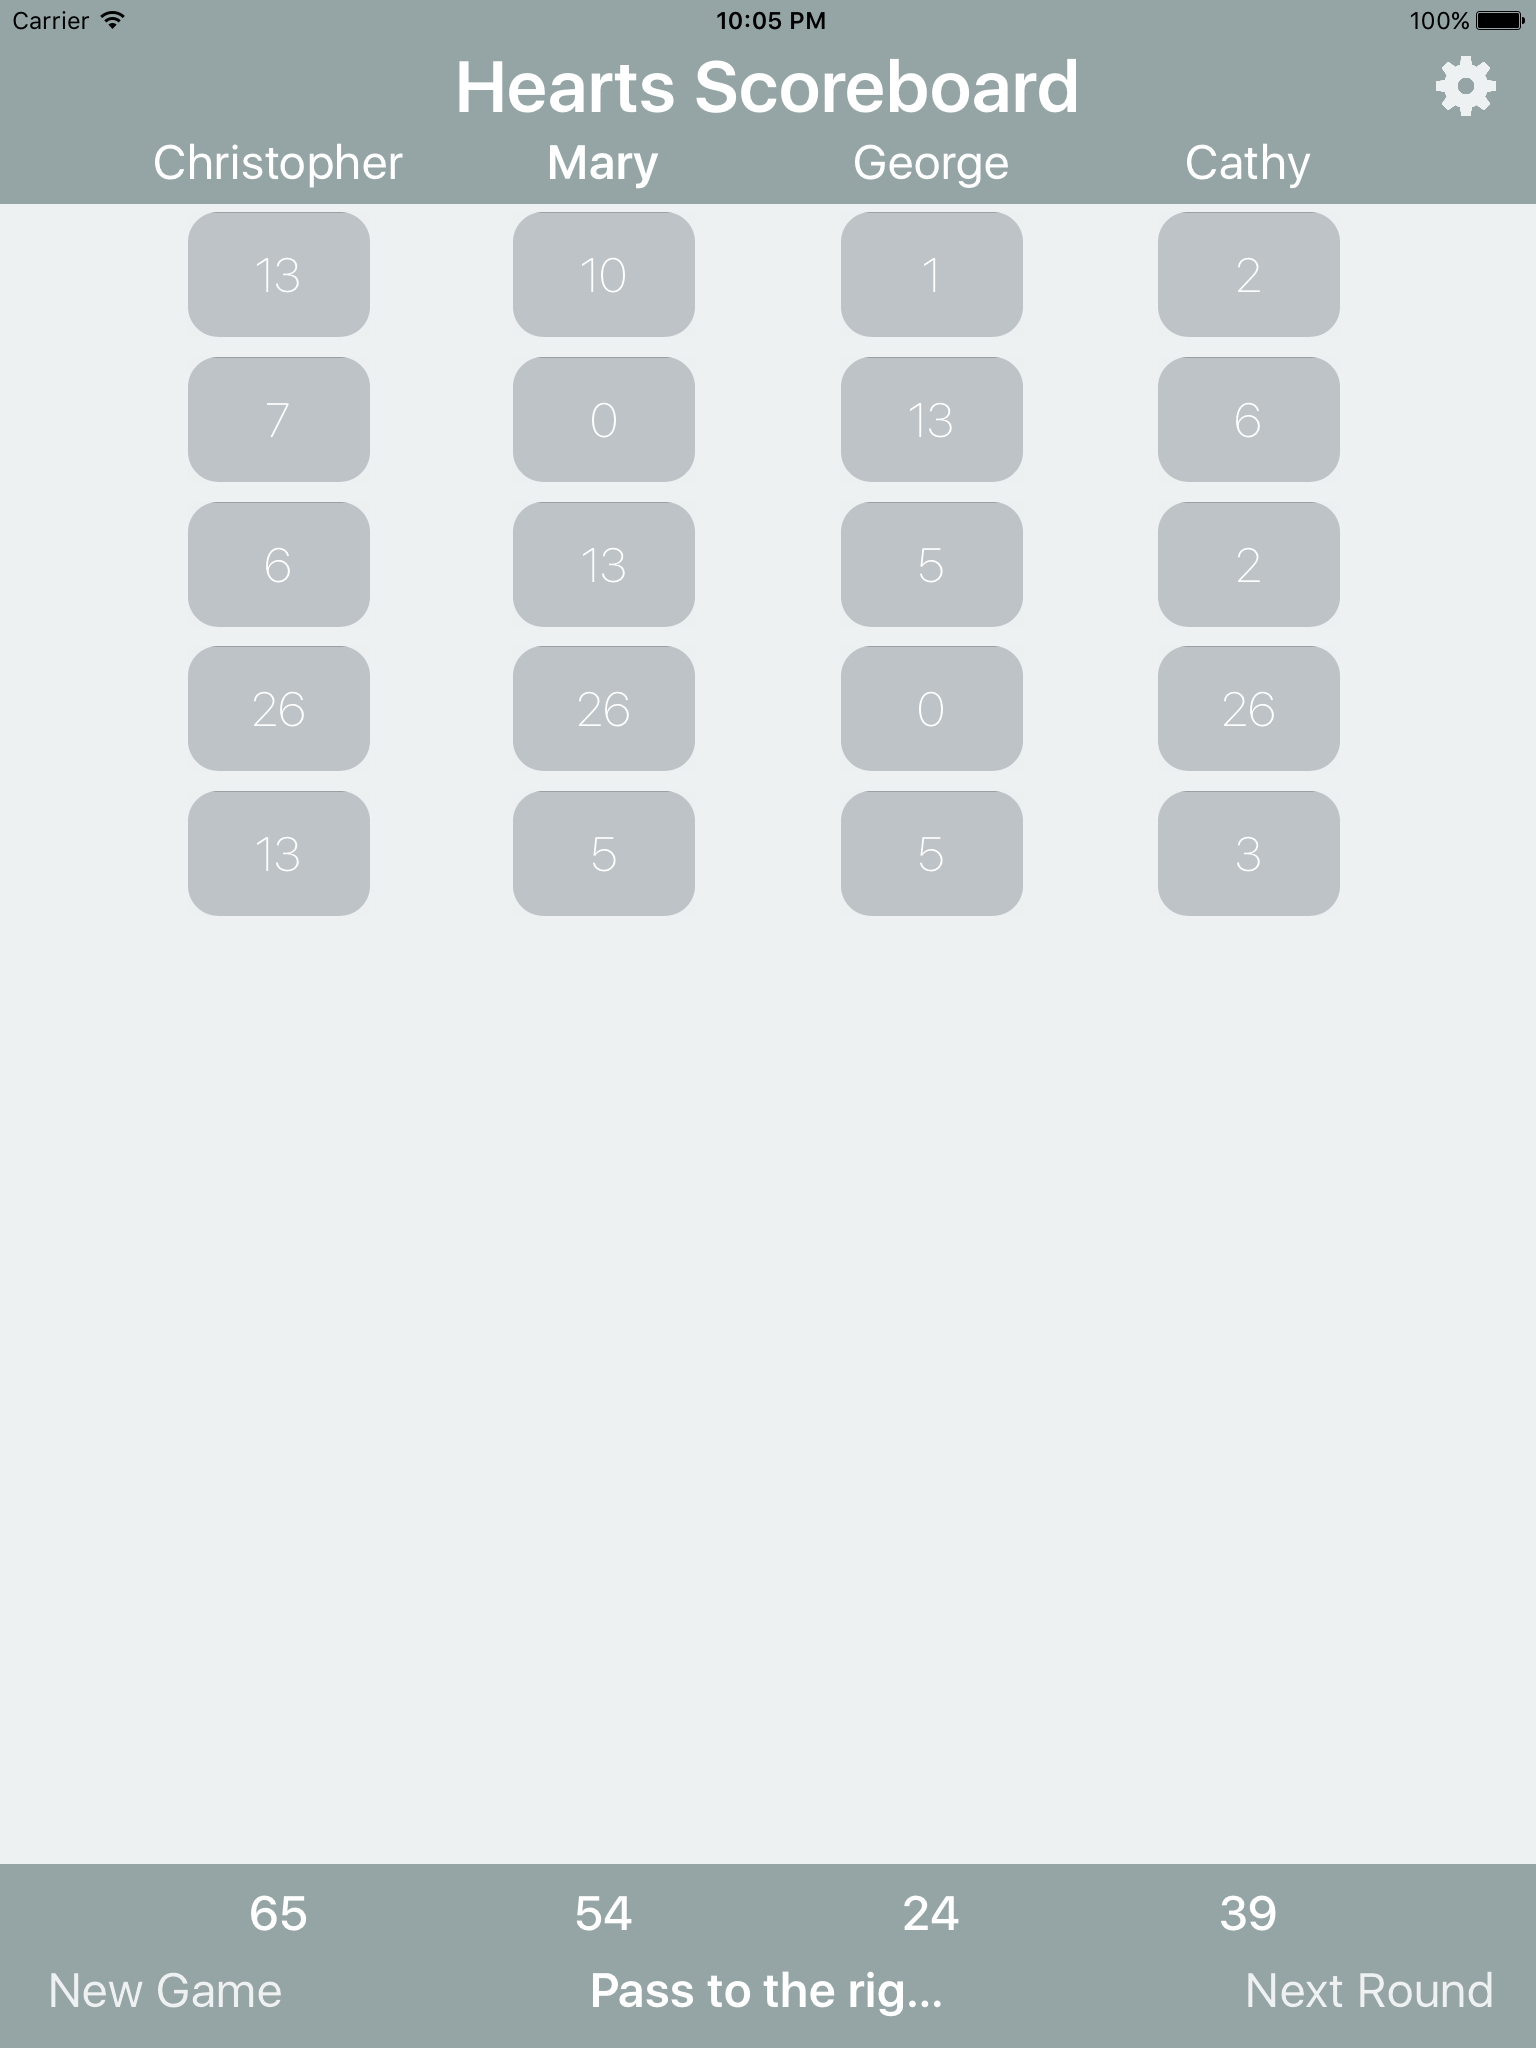 Carrier 10:05 PM 100%
Hearts Scoreboard
Christopher Mary George Cathy
13 10 1 2
7 0 13 6
6 13 5 2
26 26 0 26
13 5 5 3
65 54 24 39
New Game Pass to the rig... Next Round